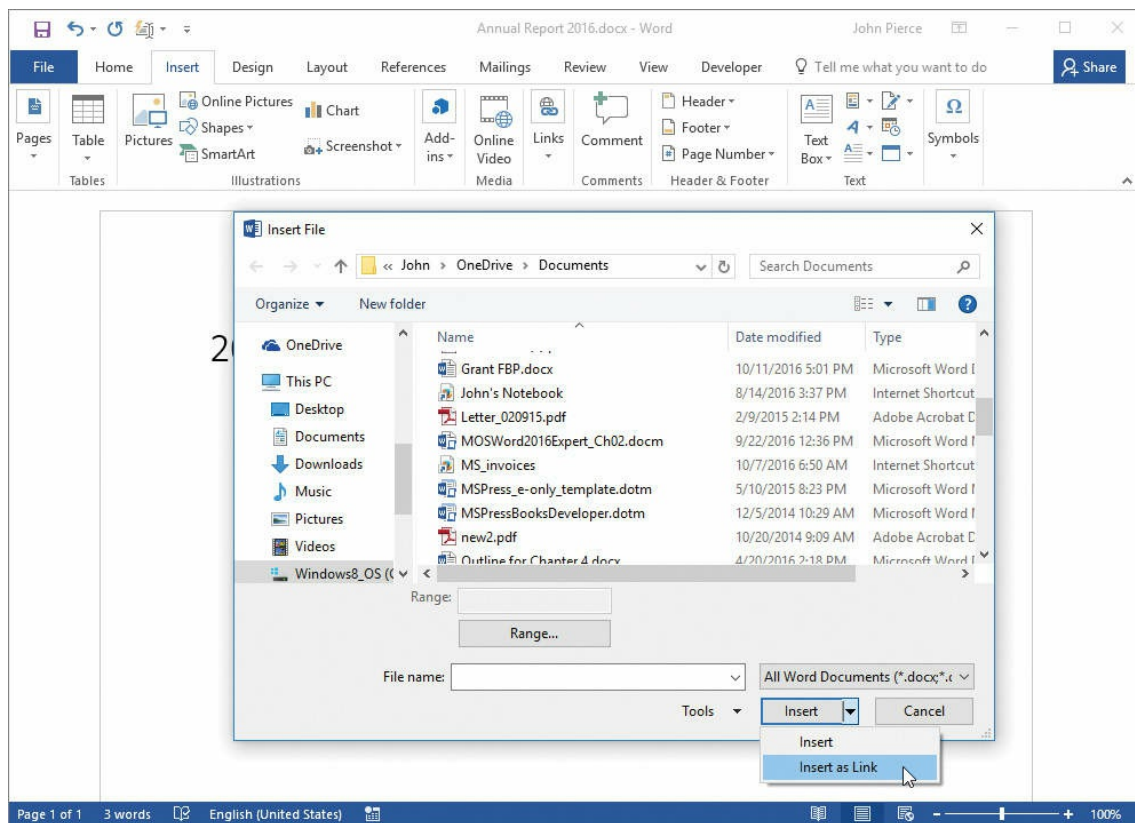 Annual Report 2016.docx - Word
John Pierce
File Home Insert Design Layout References Mailings Review View Developer Tell me what you want to do Share
Pages
Table
Tables
Pictures
Online Pictures
Shapes
SmartArt
Chart
Screenshot
Illustrations
Add-
ins
Online
Video
Media
Links
Comment
Comments
Header
Footer
Page Number
Header & Footer
Text
Box
Text
Symbols
Insert File
« John › OneDrive › Documents
Search Documents
Organize
New folder
OneDrive
This PC
Desktop
Documents
Downloads
Music
Pictures
Videos
Windows8_OS (
Name Date modified Type
Grant FBP.docx 10/11/2016 5:01 PM Microsoft Word
John's Notebook 8/14/2016 3:37 PM Internet Shortcut
Letter_020915.pdf 2/9/2015 2:14 PM Adobe Acrobat D
MOSWord2016Expert_Ch02.docm 9/22/2016 12:36 PM Microsoft Word
MS_invoices 10/7/2016 6:50 AM Internet Shortcut
MSPress_e-only_template.dotm 5/10/2015 8:23 PM Microsoft Word
MSPressBooksDeveloper.dotm 12/5/2014 10:29 AM Microsoft Word
new2.pdf 10/20/2014 9:09 AM Adobe Acrobat D
Outline for Chapter 4.docx 4/20/2016 2:18 PM Microsoft Word
Range:
Range...
File name:
All Word Documents (*.docx;*.
Tools
Insert
Cancel
Insert
Insert as Link
Page 1 of 1 3 words English (United States) 100%